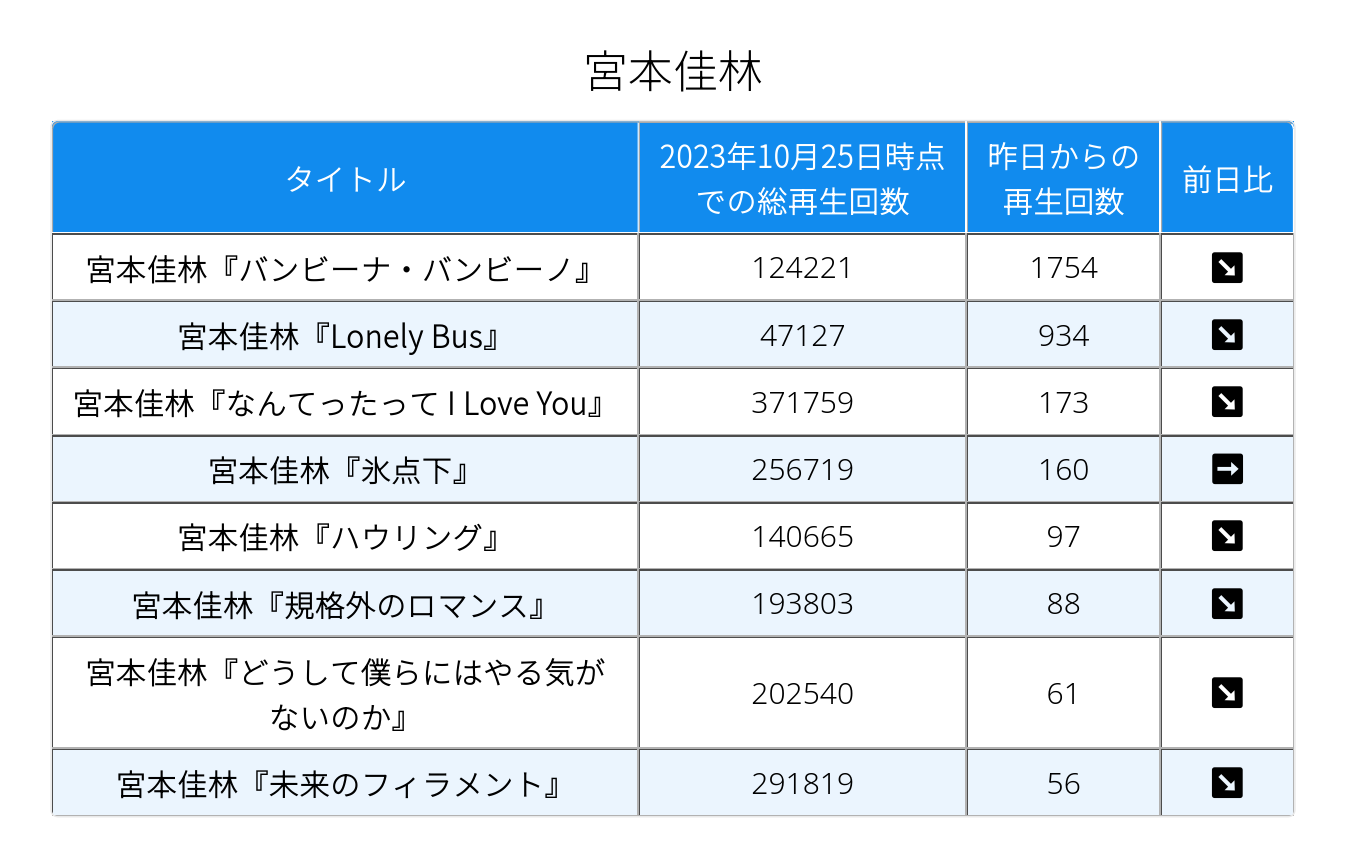 宮本佳林
タイトル
2023年10月25日時点
での総再生回数
昨日からの
再生回数
前日比
宮本佳林『バンビーナ・バンビーノ』 124221 1754 ↘
宮本佳林『Lonely Bus』 47127 934 ↘
宮本佳林『なんてったって I Love You』 371759 173 ↘
宮本佳林『氷点下』 256719 160 →
宮本佳林『ハウリング』 140665 97 ↘
宮本佳林『規格外のロマンス』 193803 88 ↘
宮本佳林『どうして僕らにはやる気が
ないのか』 202540 61 ↘
宮本佳林『未来のフィラメント』 291819 56 ↘